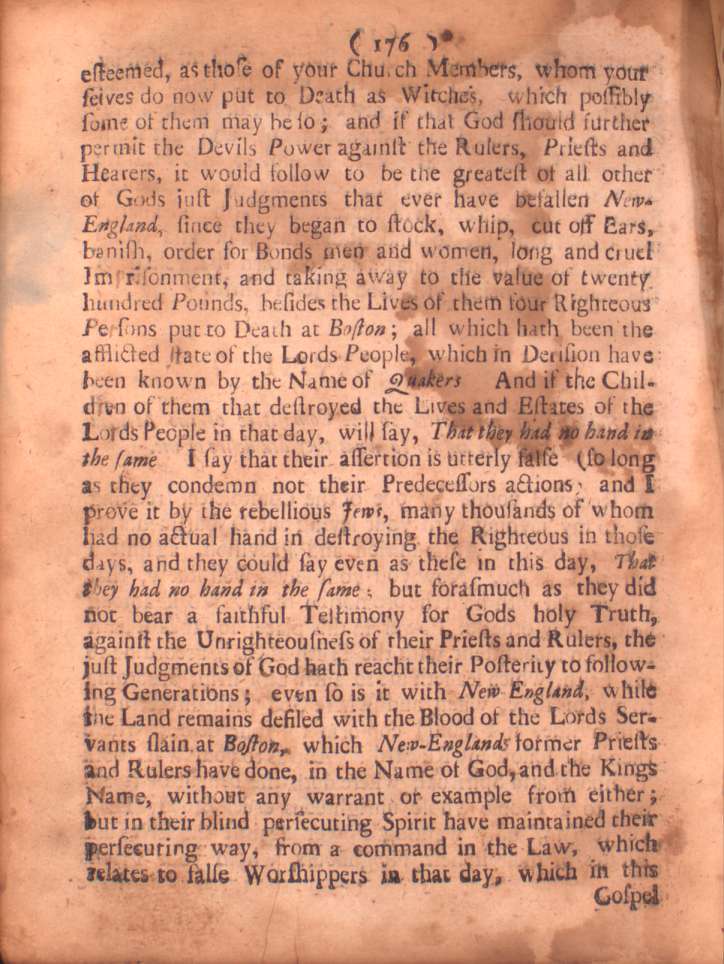 ( 176 )
eſteemed, as thoſe of your Church Members, whom your
ſelves do now put to Death as Witches, which poſſibly
ſome of them may be ſo; and if that God ſhould further
permit the Devils Power againſt the Rulers, Prieſts and
Hearers, it would follow to be the greateſt of all other
of Gods juſt Judgments that ever have befallen New-
England, ſince they began to ſtock, whip, cut off Ears,
baniſh, order for Bonds men and women, long and cruel
Impriſonment, and taking away to the value of twenty
hundred Pounds, beſides the Lives of them four Righteous
Perſons put to Death at Boſton; all which hath been the
afflicted ſtate of the Lords People, which in Deriſion have
been known by the Name of Quakers And if the Chil-
dren of them that deſtroyed the Lives and Eſtates of the
Lords People in that day, will ſay, That they had no hand in
the ſame I ſay that their aſſertion is utterly falſe (ſo long
as they condemn not their Predeceſſors actions; and I
prove it by the rebellious Jews, many thouſands of whom
had no actual hand in deſtroying the Righteous in thoſe
days, and they could ſay even as theſe in this day, That
they had no hand in the ſame; but foraſmuch as they did
not bear a faithful Teſtimony for Gods holy Truth,
againſt the Unrighteouſneſs of their Prieſts and Rulers, the
juſt Judgments of God hath reacht their Poſterity to follow-
ing Generations; even ſo is it with New England, while
the Land remains defiled with the Blood of the Lords Ser-
vants ſlain at Boſton, which New-Englands former Prieſts
and Rulers have done, in the Name of God, and the Kings
Name, without any warrant or example from either;
but in their blind perſecuting Spirit have maintained their
perſecuting way, from a command in the Law, which
relates to falſe Worſhippers in that day, which in this
Goſpel